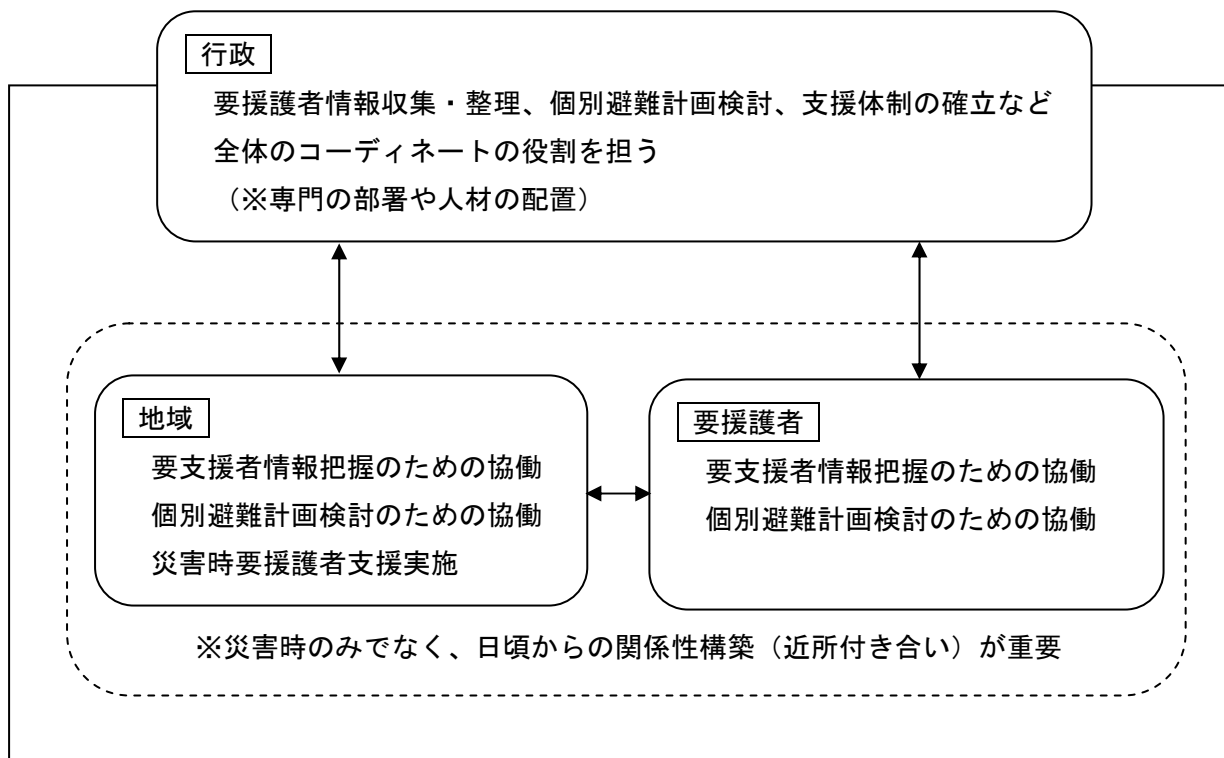 行政
要援護者情報収集・整理、個別避難計画検討、支援体制の確立など
全体のコーディネートの役割を担う
（※専門の部署や人材の配置）
地域
要支援者情報把握のための協働
個別避難計画検討のための協働
災害時要援護者支援実施
要援護者
要支援者情報把握のための協働
個別避難計画検討のための協働
※災害時のみでなく、日頃からの関係性構築（近所付き合い）が重要